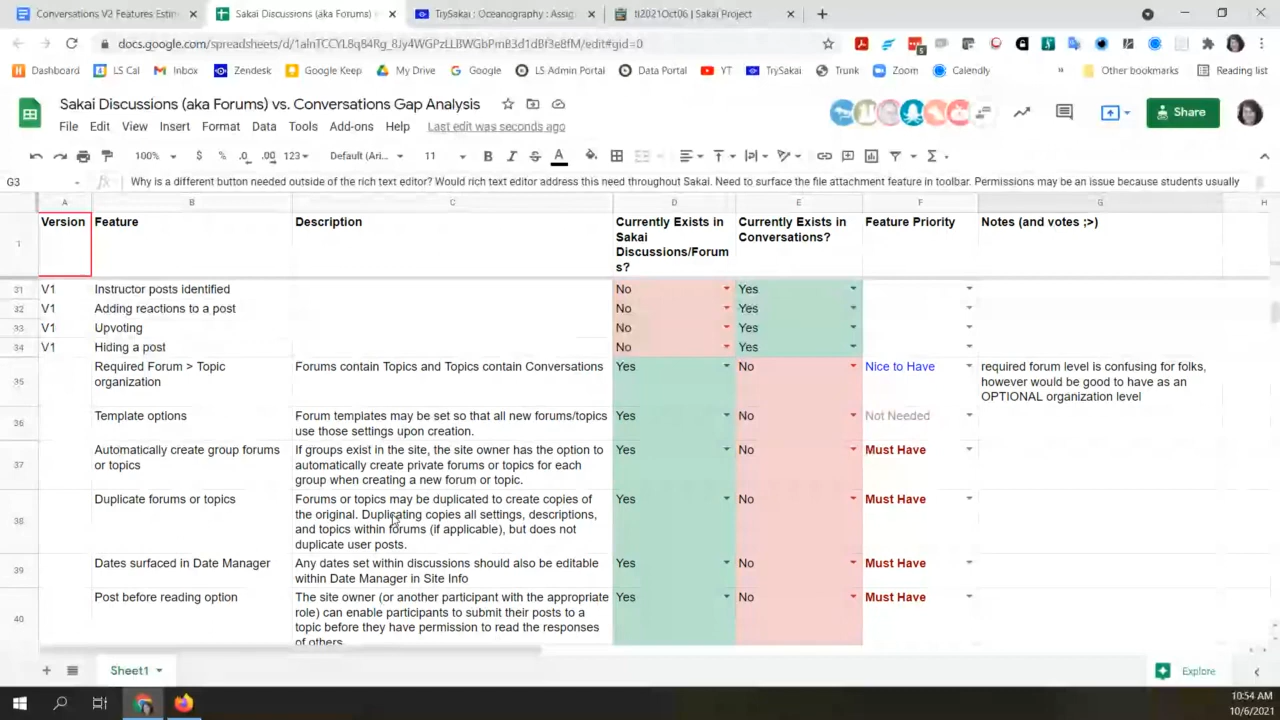 Conversations V2 Features Estim
Sakai Discussions (aka Forums)
TrySakai : Oceanography : Assig
ti2021Oct06 | Sakai Project
Dashboard
LS Cal
Inbox
Zendesk
Google Keep
My Drive
Google
LS Admin Portal
Data Portal
YT
TrySakai
Trunk
Zoom
Calendly
Other bookmarks
Reading list
Sakai Discussions (aka Forums) vs. Conversations Gap Analysis
File Edit View Insert Format Data Tools Add-ons Help Last edit was seconds ago
Share
100% $ % .0 .00 123 Default (Ari... 11 B I S A
G3 fx Why is a different button needed outside of the rich text editor? Would rich text editor address this need throughout Sakai. Need to surface the file attachment feature in toolbar. Permissions may be an issue because students usually
A B C D E F G H
1 Version Feature Description
Currently Exists in
Sakai
Discussions/Forum
s?
Currently Exists in
Conversations?
Feature Priority
Notes (and votes ;>)
31 V1 Instructor posts identified No Yes
32 V1 Adding reactions to a post No Yes
33 V1 Upvoting No Yes
34 V1 Hiding a post No Yes
35
Required Forum > Topic
organization
Forums contain Topics and Topics contain Conversations
Yes No Nice to Have
required forum level is confusing for folks,
however would be good to have as an
OPTIONAL organization level
36
Template options
Forum templates may be set so that all new forums/topics
use those settings upon creation.
Yes No Not Needed
37
Automatically create group forums
or topics
If groups exist in the site, the site owner has the option to
automatically create private forums or topics for each
group when creating a new forum or topic.
Yes No Must Have
38
Duplicate forums or topics
Forums or topics may be duplicated to create copies of
the original. Duplicating copies all settings, descriptions,
and topics within forums (if applicable), but does not
duplicate user posts.
Yes No Must Have
39
Dates surfaced in Date Manager
Any dates set within discussions should also be editable
within Date Manager in Site Info
Yes No Must Have
40
Post before reading option
The site owner (or another participant with the appropriate
role) can enable participants to submit their posts to a
topic before they have permission to read the responses
of others.
Yes No Must Have
Sheet1
Explore
10:54 AM
10/6/2021